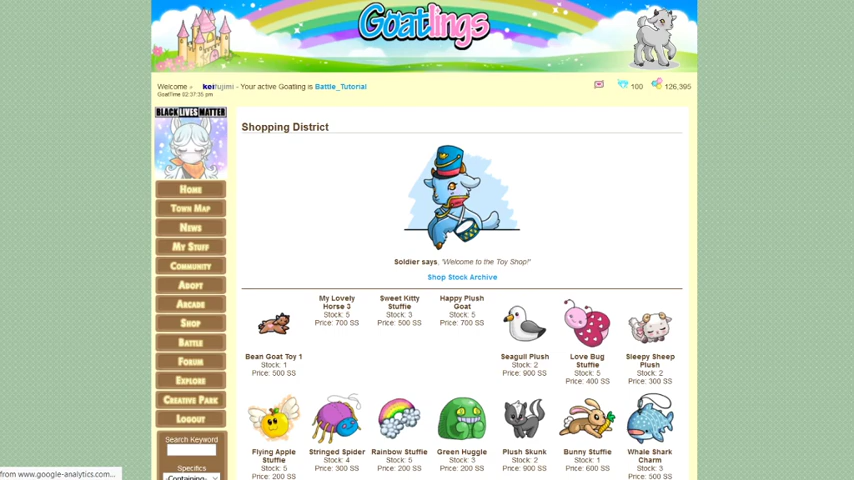 Goatlings
Welcome » keifujimi - Your active Goatling is Battle_Tutorial
100
126,395
GoatTime 02:37:35 pm
BLACK LIVES MATTER
Home
Town Map
News
My Stuff
Community
Adopt
Arcade
Shop
Battle
Forum
Explore
Creative Park
Logout
Search Keyword
Specifics
-Containing-
Shopping District
Soldier says, "Welcome to the Toy Shop!"
Shop Stock Archive
Bean Goat Toy 1
Stock: 1
Price: 500 SS
My Lovely
Horse 3
Stock: 5
Price: 700 SS
Sweet Kitty
Stuffie
Stock: 3
Price: 500 SS
Happy Plush
Goat
Stock: 5
Price: 700 SS
Seagull Plush
Stock: 2
Price: 900 SS
Love Bug
Stuffie
Stock: 5
Price: 400 SS
Sleepy Sheep
Plush
Stock: 2
Price: 300 SS
Flying Apple
Stuffie
Stock: 5
Price: 200 SS
Stringed Spider
Stock: 4
Price: 300 SS
Rainbow Stuffie
Stock: 5
Price: 200 SS
Green Huggle
Stock: 3
Price: 200 SS
Plush Skunk
Stock: 2
Price: 900 SS
Bunny Stuffie
Stock: 1
Price: 600 SS
Whale Shark
Charm
Stock: 3
Price: 500 SS
from www.google-analytics.com...